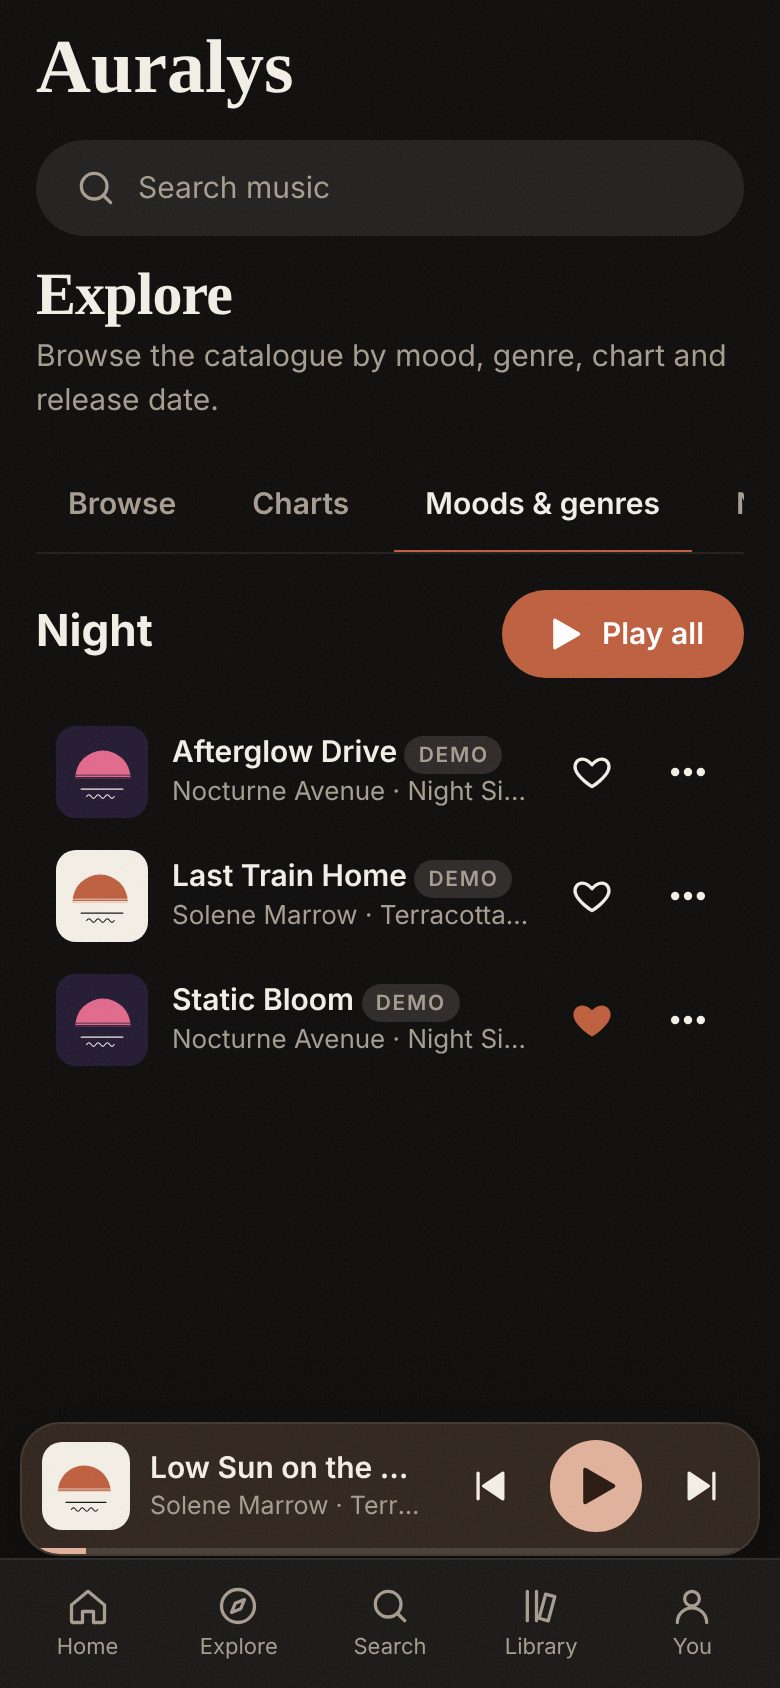 Auralys
Search music
Explore
Browse the catalogue by mood, genre, chart and
release date.
Browse Charts Moods & genres
Night
Play all
Afterglow Drive DEMO
Nocturne Avenue · Night Si...
Last Train Home DEMO
Solene Marrow · Terracotta...
Static Bloom DEMO
Nocturne Avenue · Night Si...
Low Sun on the ...
Solene Marrow · Terr...
Home Explore Search Library You